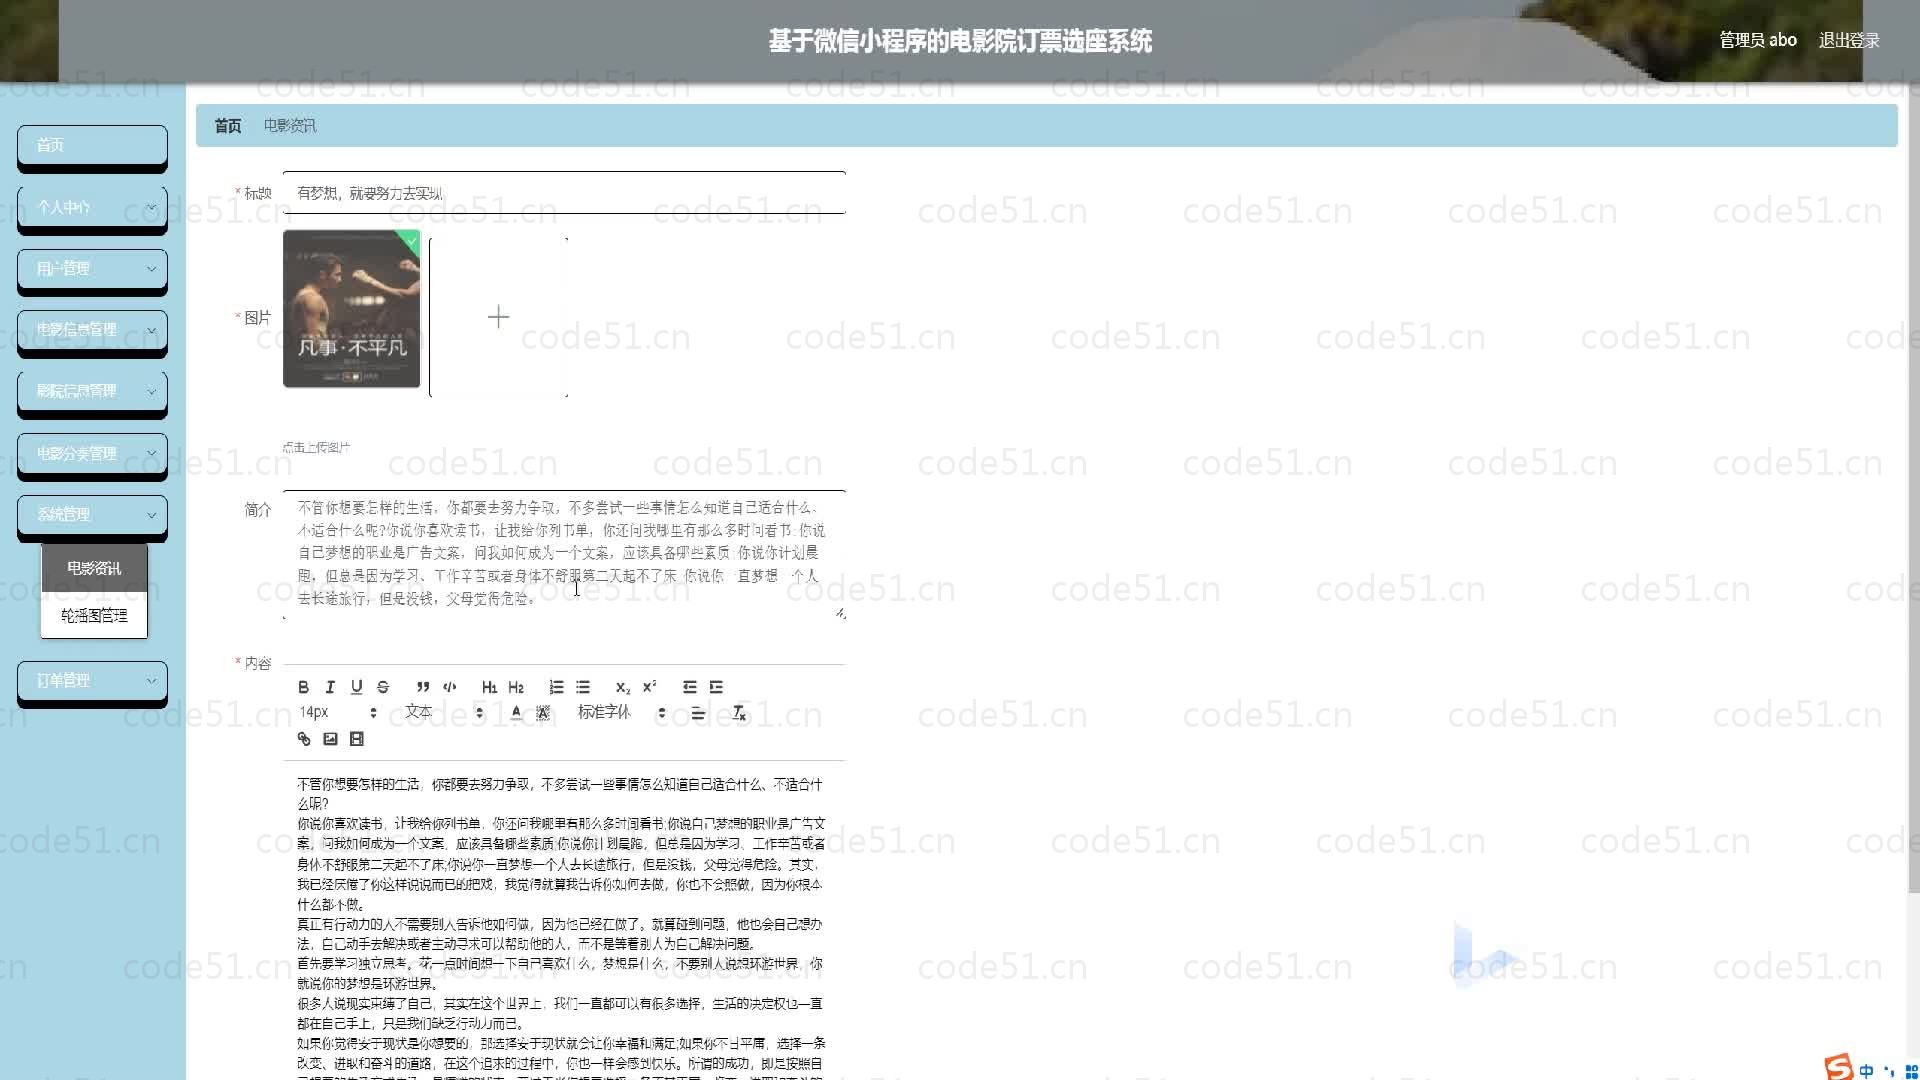 基于微信小程序的电影院订票选座系统
管理员 abo
退出登录
首页
个人中心
用户管理
电影信息管理
影院信息管理
电影分类管理
系统管理
电影资讯
轮播图管理
订单管理
首页 电影资讯
* 标题
有梦想，就要努力去实现
* 图片
凡事·不平凡
点击上传图片
简介
不管你想要怎样的生活，你都要去努力争取，不多尝试一些事情怎么知道自己适合什么、
不适合什么呢?你说你喜欢读书，让我给你列书单，你还问我哪里有那么多时间看书;你说
自己梦想的职业是广告文案，问我如何成为一个文案，应该具备哪些素质;你说你计划晨
跑，但总是因为学习、工作辛苦或者身体不舒服第二天起不了床;你说你一直梦想一个人
去长途旅行，但是没钱，父母觉得危险。
* 内容
B I U S H1 H2 X₂ X²
14px 文本 标准字体
不管你想要怎样的生活，你都要去努力争取，不多尝试一些事情怎么知道自己适合什么、不适合什
么呢?
你说你喜欢读书，让我给你列书单，你还问我哪里有那么多时间看书;你说自己梦想的职业是广告文
案，问我如何成为一个文案，应该具备哪些素质;你说你计划晨跑，但总是因为学习、工作辛苦或者
身体不舒服第二天起不了床;你说你一直梦想一个人去长途旅行，但是没钱，父母觉得危险。其实，
我已经厌倦了你这样说说而已的把戏，我觉得就算我告诉你如何去做，你也不会照做，因为你根本
什么都不做。
真正有行动力的人不需要别人告诉他如何做，因为他已经在做了。就算碰到问题，他也会自己想办
法，自己动手去解决或者主动寻求可以帮助他的人，而不是等着别人为自己解决问题。
首先要学习独立思考。花一点时间想一下自己喜欢什么，梦想是什么，不要别人说想环游世界，你
就说你的梦想是环游世界。
很多人说现实束缚了自己，其实在这个世界上，我们一直都可以有很多选择，生活的决定权也一直
都在自己手上，只是我们缺乏行动力而已。
如果你觉得安于现状是你想要的，那选择安于现状就会让你幸福和满足;如果你不甘平庸，选择一条
改变、进取和奋斗的道路，在这个追求的过程中，你也一样会感到快乐。所谓的成功，即是按照自
code51.cn
中